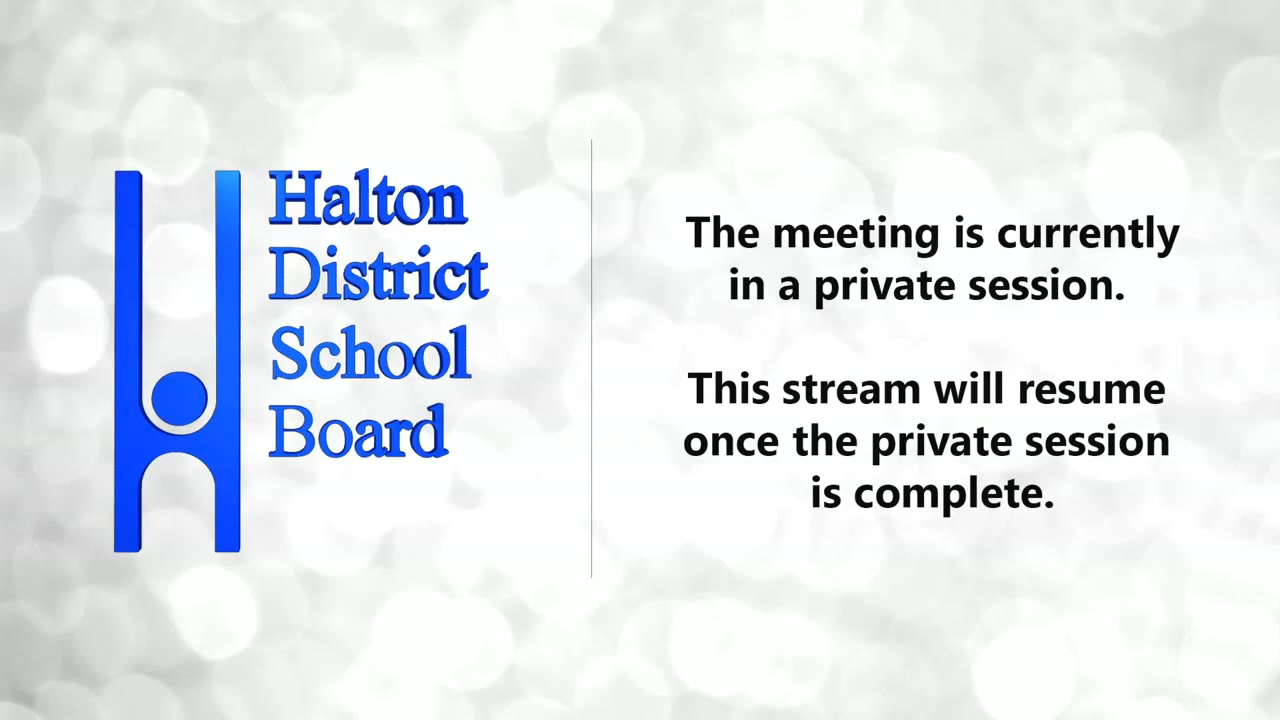 Halton
District
School
Board
The meeting is currently
in a private session.
This stream will resume
once the private session
is complete.